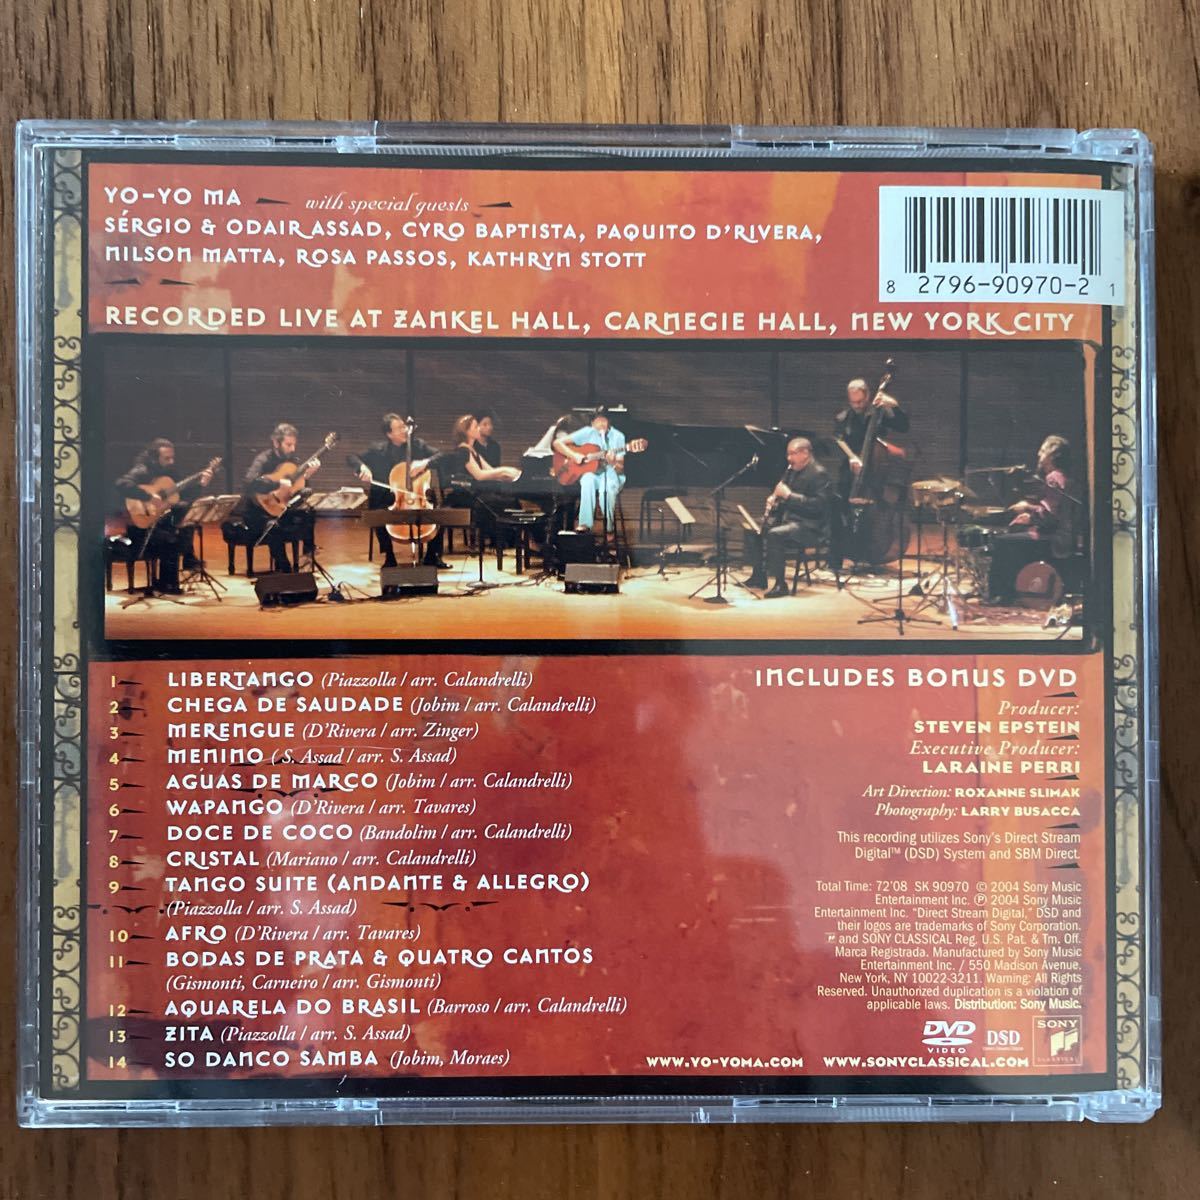 YO-YO MA with special guests
SÉRGIO & ODAIR ASSAD, CYRO BAPTISTA, PAQUITO D'RIVERA,
NILSON MATTA, ROSA PASSOS, KATHRYN STOTT
8 2796-90970-2 1
RECORDED LIVE AT ZANKEL HALL, CARNEGIE HALL, NEW YORK CITY
1 LIBERTANGO (Piazzolla / arr. Calandrelli)
2 CHEGA DE SAUDADE (Jobim / arr. Calandrelli)
3 MERENGUE (D'Rivera / arr. Zinger)
4 MENINO ( S. Assad / arr. S. Assad)
5 AGUAS DE MARCO (Jobim / arr. Calandrelli)
6 WAPANGO (D'Rivera / arr. Tavares)
7 DOCE DE COCO (Bandolim / arr. Calandrelli)
8 CRISTAL (Mariano / arr. Calandrelli)
9 TANGO SUITE (ANDANTE & ALLEGRO)
(Piazzolla / arr. S. Assad)
10 AFRO (D'Rivera / arr. Tavares)
11 BODAS DE PRATA & QUATRO CANTOS
(Gismonti, Carneiro / arr. Gismonti)
12 AQUARELA DO BRASIL (Barroso / arr. Calandrelli)
13 ZITA (Piazzolla / arr. S. Assad)
14 SO DANCO SAMBA (Jobim, Moraes)
INCLUDES BONUS DVD
Producer:
STEVEN EPSTEIN
Executive Producer:
LARAINE PERRI
Art Direction: ROXANNE SLIMAK
Photography: LARRY BUSACCA
This recording utilizes Sony's Direct Stream
Digital™ (DSD) System and SBM Direct.
Total Time: 72'08 SK 90970 © 2004 Sony Music
Entertainment Inc. ℗ 2004 Sony Music
Entertainment Inc. "Direct Stream Digital," DSD and
their logos are trademarks of Sony Corporation.
and SONY CLASSICAL Reg. U.S. Pat. & Tm. Off.
Marca Registrada. Manufactured by Sony Music
Entertainment Inc. / 550 Madison Avenue,
New York, NY 10022-3211. Warning: All Rights
Reserved. Unauthorized duplication is a violation of
applicable laws. Distribution: Sony Music.
DVD VIDEO DSD SONY CLASSICAL
WWW.YO-YOMA.COM WWW.SONYCLASSICAL.COM